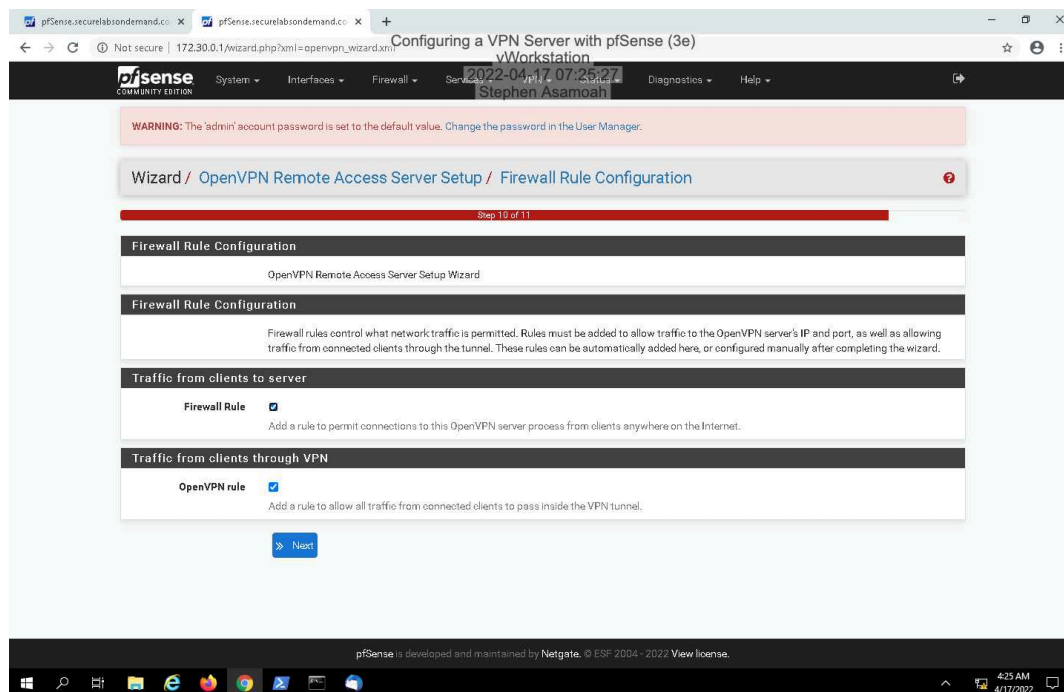 pfSense.securelabsondemand.co
pfSense.securelabsondemand.co
Not secure | 172.30.0.1/wizard.php?xml=openvpn_wizard.xml
Configuring a VPN Server with pfSense (3e)
vWorkstation
2022-04-17 07:25:27
Stephen Asamoah
pfsense
COMMUNITY EDITION
System
Interfaces
Firewall
Services
VPN
Status
Diagnostics
Help
WARNING: The 'admin' account password is set to the default value. Change the password in the User Manager.
Wizard / OpenVPN Remote Access Server Setup / Firewall Rule Configuration
Step 10 of 11
Firewall Rule Configuration
OpenVPN Remote Access Server Setup Wizard
Firewall Rule Configuration
Firewall rules control what network traffic is permitted. Rules must be added to allow traffic to the OpenVPN server's IP and port, as well as allowing
traffic from connected clients through the tunnel. These rules can be automatically added here, or configured manually after completing the wizard.
Traffic from clients to server
Firewall Rule
Add a rule to permit connections to this OpenVPN server process from clients anywhere on the Internet.
Traffic from clients through VPN
OpenVPN rule
Add a rule to allow all traffic from connected clients to pass inside the VPN tunnel.
Next
pfSense is developed and maintained by Netgate. © ESF 2004 - 2022 View license.
4:25 AM
4/17/2022